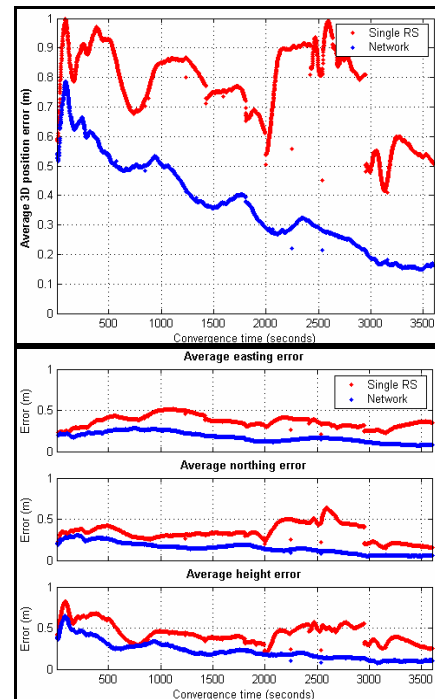 Average 3D position error (m)
1
0.9
0.8
0.7
0.6
0.5
0.4
0.3
0.2
0.1
0
Single RS
Network
500 1000 1500 2000 2500 3000 3500
Convergence time (seconds)
Average easting error
Error (m)
1
0.5
0
Single RS
Network
500 1000 1500 2000 2500 3000 3500
Average northing error
Error (m)
1
0.5
0
500 1000 1500 2000 2500 3000 3500
Average height error
Error (m)
1
0.5
0
500 1000 1500 2000 2500 3000 3500
Convergence time (seconds)